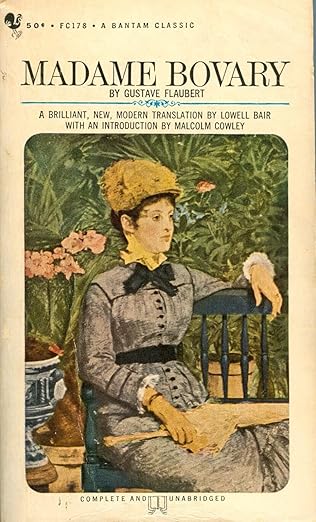 50¢ • FC178 • A BANTAM CLASSIC
MADAME BOVARY
BY GUSTAVE FLAUBERT
A BRILLIANT, NEW, MODERN TRANSLATION BY LOWELL BAIR
WITH AN INTRODUCTION BY MALCOLM COWLEY
COMPLETE AND UNABRIDGED